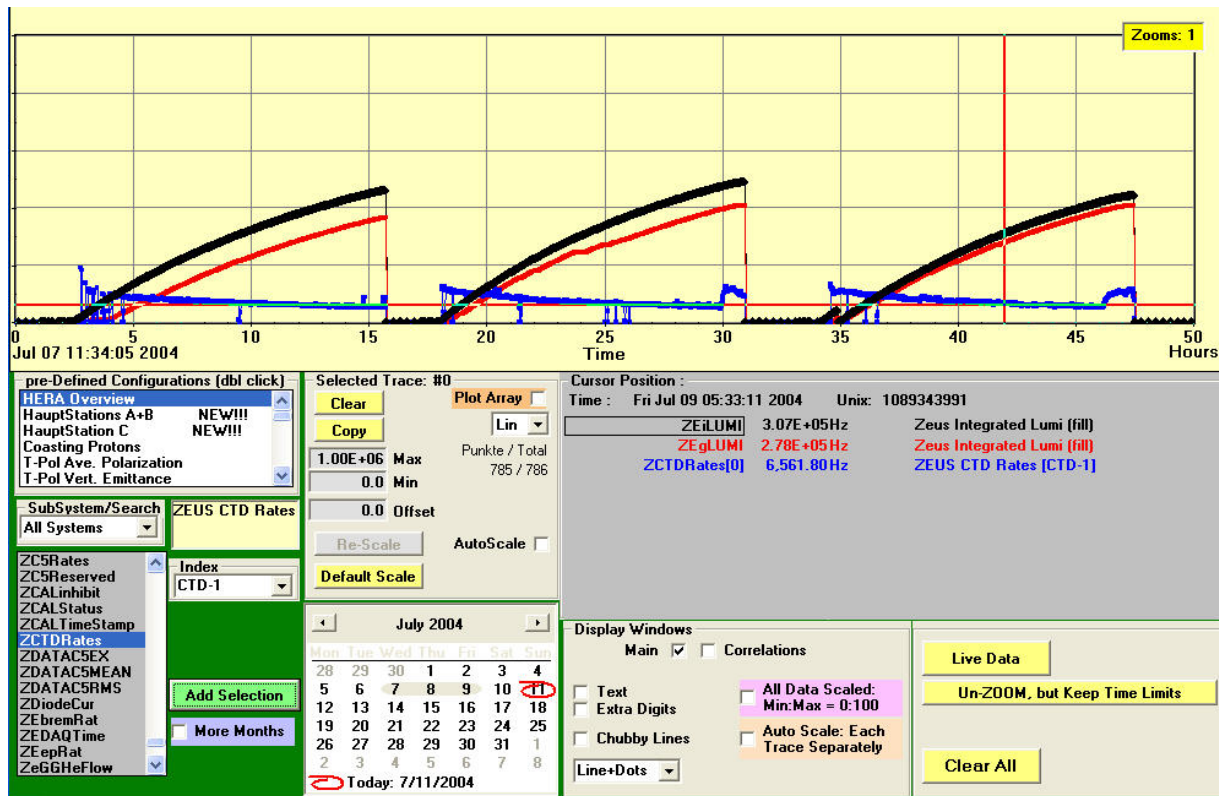 Zooms: 1
0 5 10 15 20 25 30 35 40 45 50
Jul 07 11:34:05 2004 Time Hours
pre-Defined Configurations (dbl click)
HERA Overview
HauptStations A+B NEW!!!
HauptStation C NEW!!!
Coasting Protons
T-Pol Ave. Polarization
T-Pol Vert. Emittance
SubSystem/Search
All Systems
ZEUS CTD Rates
Index
CTD-1
ZC5Rates
ZC5Reserved
ZCALinhibit
ZCALStatus
ZCALTimeStamp
ZCTDRates
ZDATAC5EX
ZDATAC5MEAN
ZDATAC5RMS
ZDiodeCur
ZEbremRat
ZEDAQTime
ZEepRat
ZeGGHeFlow
Add Selection
More Months
Selected Trace: #0
Clear
Plot Array
Copy
Lin
1.00E+06 Max
Punkte / Total
785 / 786
0.0 Min
0.0 Offset
Re-Scale
AutoScale
Default Scale
July 2004
Mon Tue Wed Thu Fri Sat Sun
28 29 30 1 2 3 4
5 6 7 8 9 10 11
12 13 14 15 16 17 18
19 20 21 22 23 24 25
26 27 28 29 30 31 1
2 3 4 5 6 7 8
Today: 7/11/2004
Cursor Position :
Time : Fri Jul 09 05:33:11 2004 Unix: 1089343991
ZEiLUMI 3.07E+05Hz Zeus Integrated Lumi (fill)
ZEgLUMI 2.78E+05Hz Zeus Integrated Lumi (fill)
ZCTDRates[0] 6,561.80Hz ZEUS CTD Rates [CTD-1]
Display Windows
Main Correlations
Text
Extra Digits
Chubby Lines
Line+Dots
All Data Scaled:
Min:Max = 0:100
Auto Scale: Each
Trace Separately
Live Data
Un-ZOOM, but Keep Time Limits
Clear All